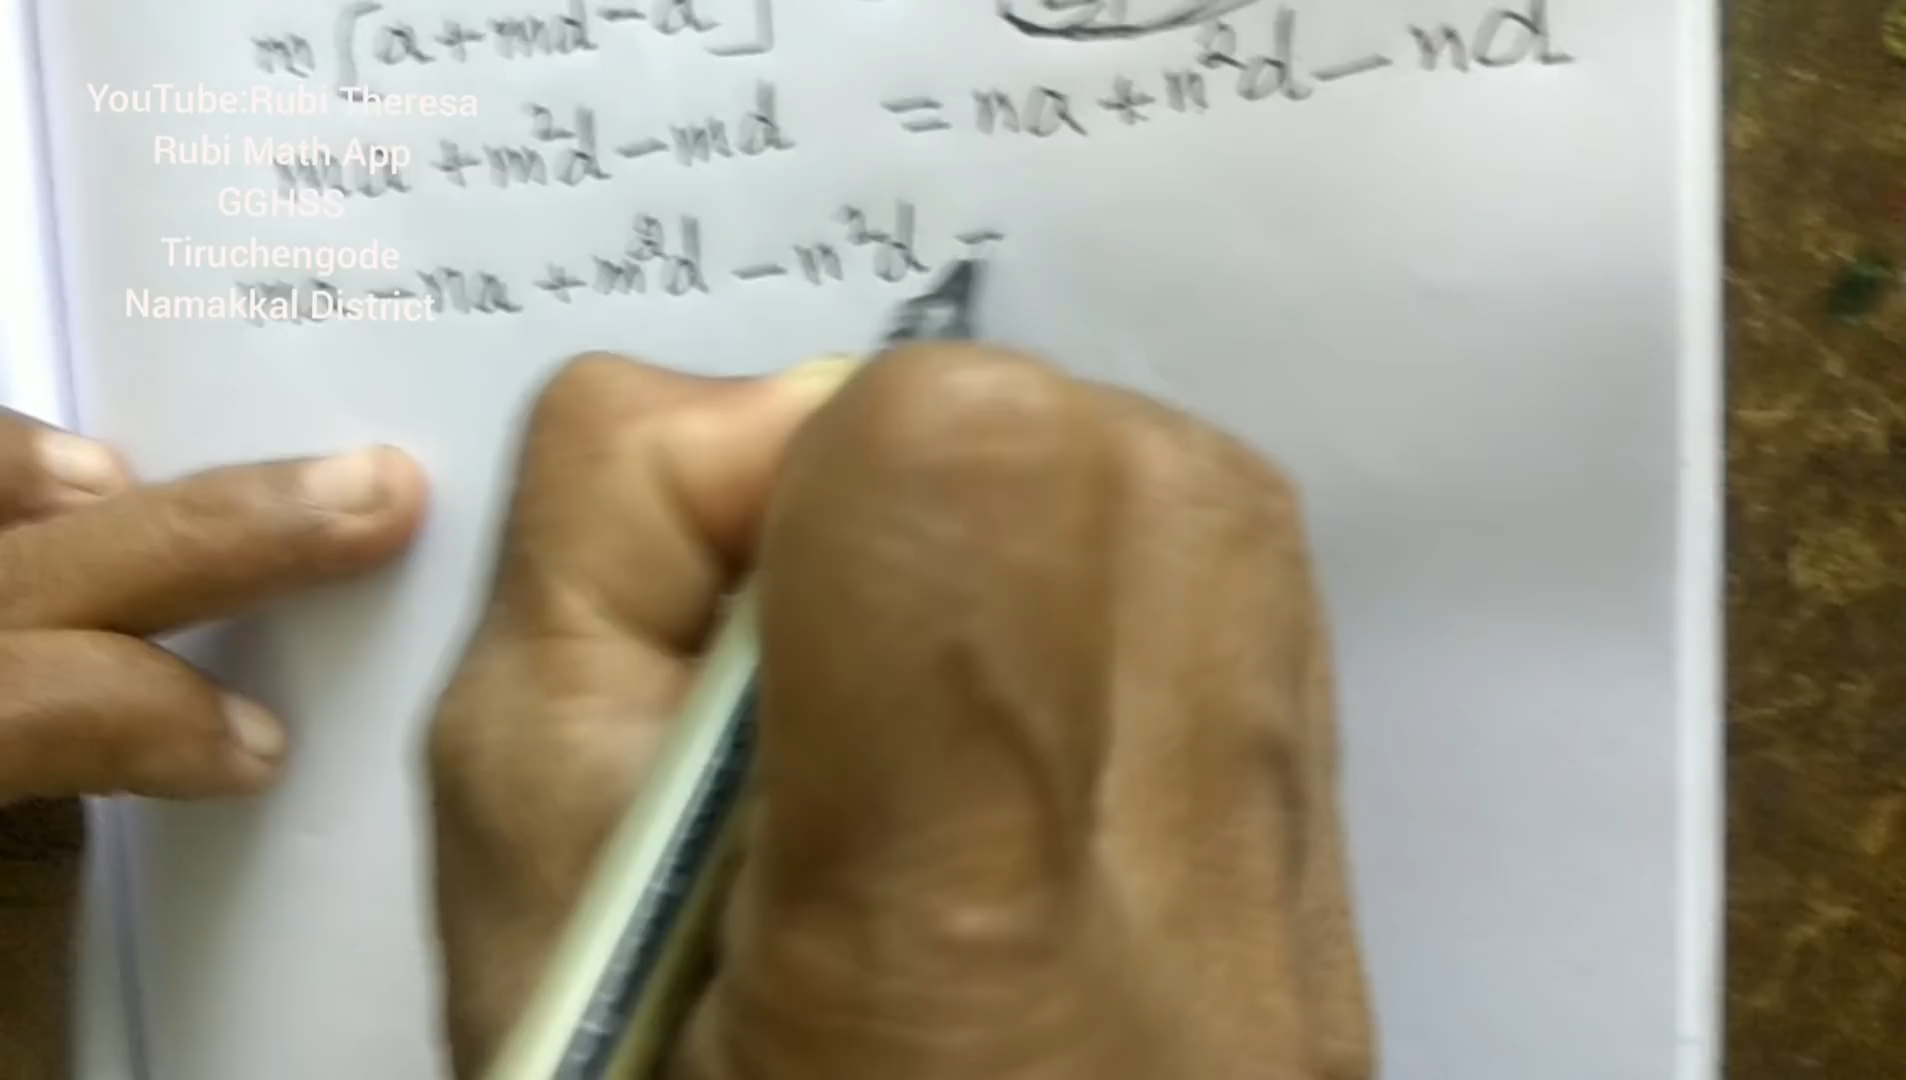 m[a+md-d]
ma +m²d-md = na+n²d-nd
ma-na+m²d-n²d-
YouTube:Rubi Theresa
Rubi Math App
GGHSS
Tiruchengode
Namakkal District